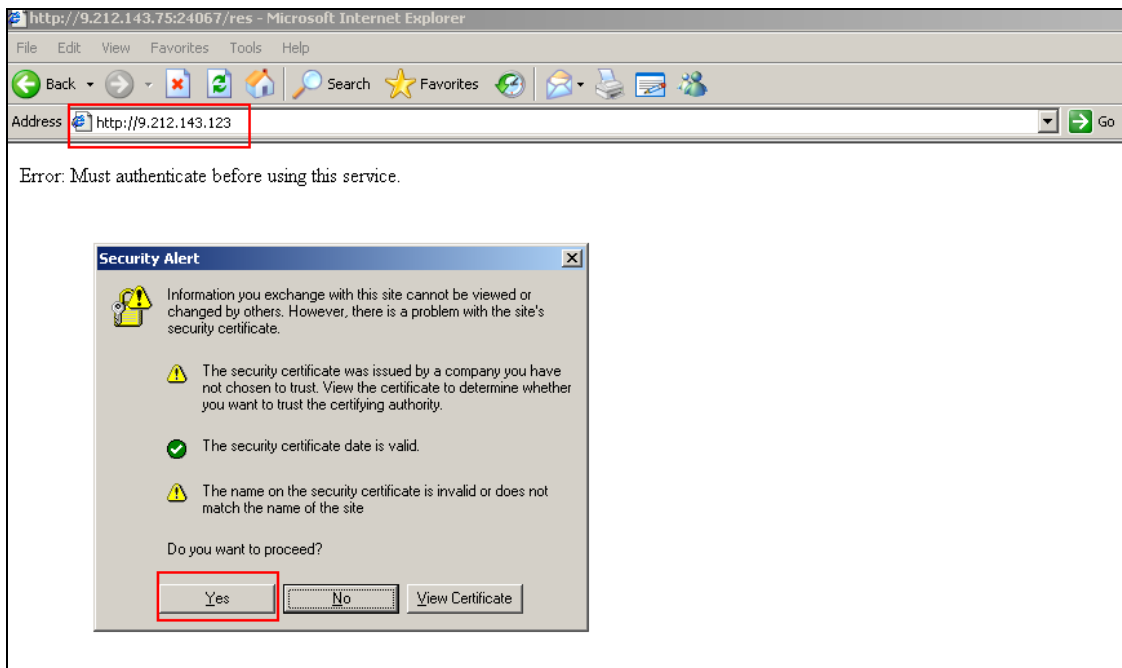 http://9.212.143.75:24067/res - Microsoft Internet Explorer
File Edit View Favorites Tools Help
Back Search Favorites
Address http://9.212.143.123 Go
Error: Must authenticate before using this service.
Security Alert
Information you exchange with this site cannot be viewed or
changed by others. However, there is a problem with the site's
security certificate.
The security certificate was issued by a company you have
not chosen to trust. View the certificate to determine whether
you want to trust the certifying authority.
The security certificate date is valid.
The name on the security certificate is invalid or does not
match the name of the site
Do you want to proceed?
Yes No View Certificate